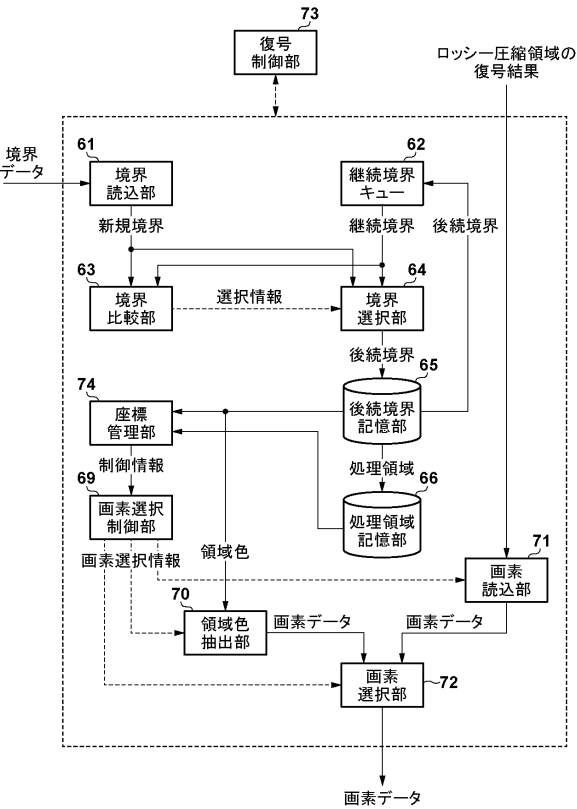 73
復号
制御部
ロッシー圧縮領域の
復号結果
境界
データ
61
境界
読込部
62
継続境界
キュー
新規境界
継続境界
後続境界
63
境界
比較部
選択情報
64
境界
選択部
後続境界
65
後続境界
記憶部
74
座標
管理部
処理領域
制御情報
66
処理領域
記憶部
69
画素選択
制御部
画素選択情報
領域色
71
画素
読込部
70
領域色
抽出部
画素データ
画素データ
画素
選択部
72
画素データ